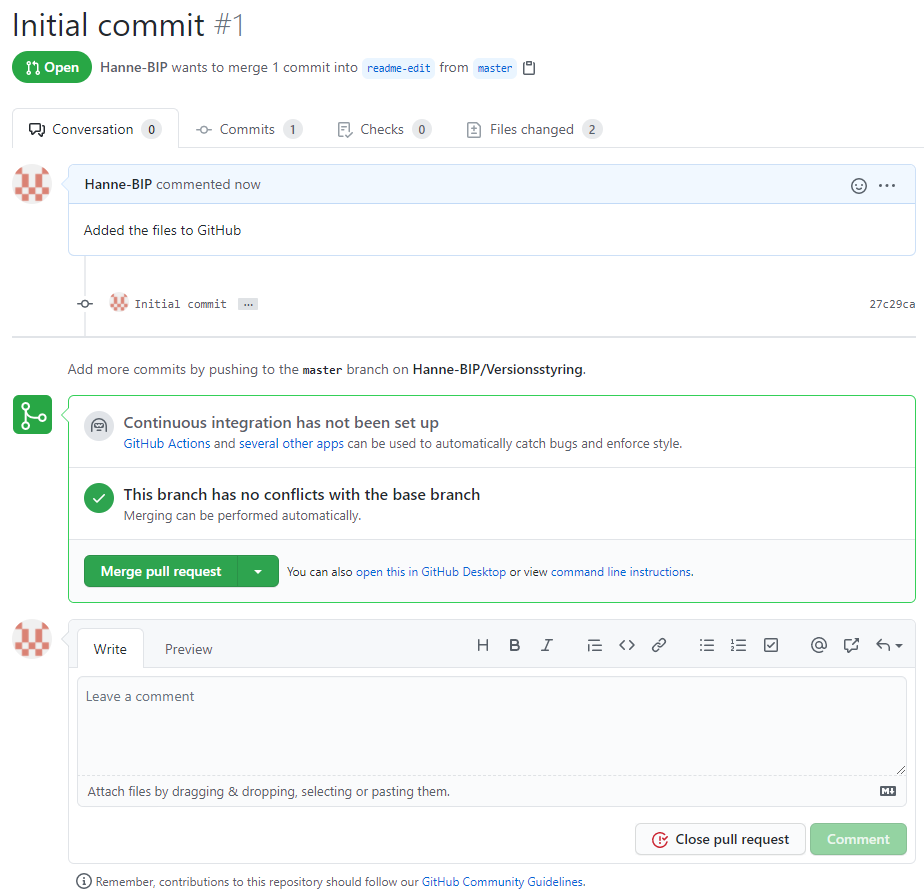 Initial commit #1
Open Hanne-BIP wants to merge 1 commit into readme-edit from master
Conversation 0 Commits 1 Checks 0 Files changed 2
Hanne-BIP commented now
Added the files to GitHub
Initial commit ... 27c29ca
Add more commits by pushing to the master branch on Hanne-BIP/Versionsstyring.
Continuous integration has not been set up
GitHub Actions and several other apps can be used to automatically catch bugs and enforce style.
This branch has no conflicts with the base branch
Merging can be performed automatically.
Merge pull request You can also open this in GitHub Desktop or view command line instructions.
Write Preview
Leave a comment
Attach files by dragging & dropping, selecting or pasting them.
Close pull request Comment
Remember, contributions to this repository should follow our GitHub Community Guidelines.